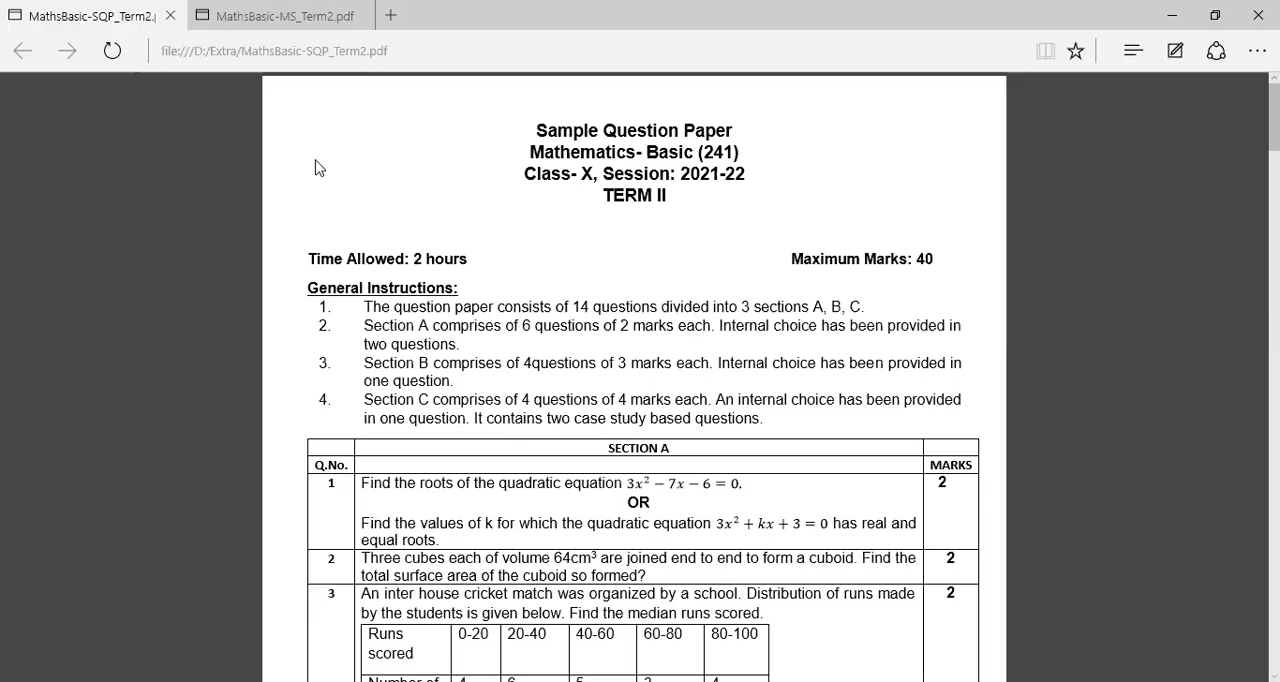 MathsBasic-SQP_Term2.
MathsBasic-MS_Term2.pdf
file:///D:/Extra/MathsBasic-SQP_Term2.pdf
Sample Question Paper
Mathematics- Basic (241)
Class- X, Session: 2021-22
TERM II
Time Allowed: 2 hours Maximum Marks: 40
General Instructions:
1. The question paper consists of 14 questions divided into 3 sections A, B, C.
2. Section A comprises of 6 questions of 2 marks each. Internal choice has been provided in
two questions.
3. Section B comprises of 4questions of 3 marks each. Internal choice has been provided in
one question.
4. Section C comprises of 4 questions of 4 marks each. An internal choice has been provided
in one question. It contains two case study based questions.
SECTION A
Q.No. MARKS
1 Find the roots of the quadratic equation 3x² − 7x − 6 = 0. 2
OR
Find the values of k for which the quadratic equation 3x² + kx + 3 = 0 has real and
equal roots.
2 Three cubes each of volume 64cm³ are joined end to end to form a cuboid. Find the 2
total surface area of the cuboid so formed?
3 An inter house cricket match was organized by a school. Distribution of runs made 2
by the students is given below. Find the median runs scored.
Runs 0-20 20-40 40-60 60-80 80-100
scored
Number of 4 6 5 3 4